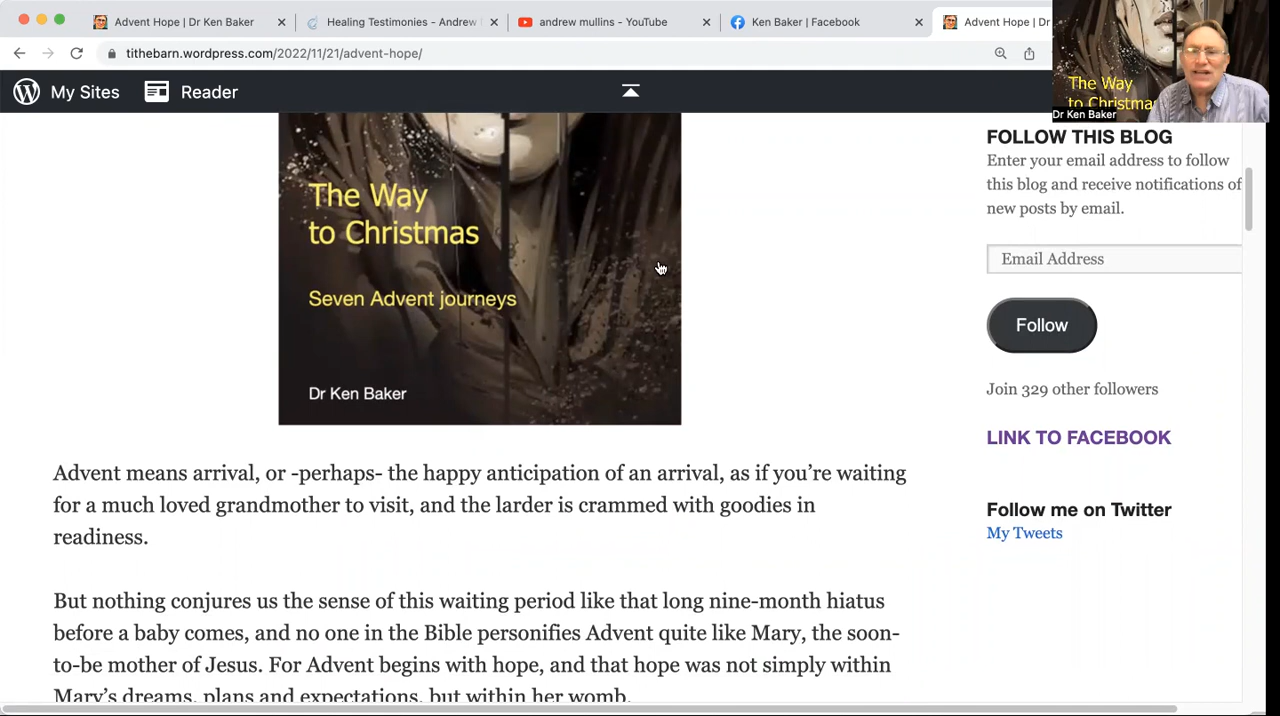 Advent Hope | Dr Ken Baker
Healing Testimonies - Andrew
andrew mullins - YouTube
Ken Baker | Facebook
Advent Hope | Dr
tithebarn.wordpress.com/2022/11/21/advent-hope/
My Sites
Reader
The Way
to Christmas
Dr Ken Baker
The Way
to Christmas
Seven Advent journeys
Dr Ken Baker
Advent means arrival, or -perhaps- the happy anticipation of an arrival, as if you’re waiting
for a much loved grandmother to visit, and the larder is crammed with goodies in
readiness.
But nothing conjures us the sense of this waiting period like that long nine-month hiatus
before a baby comes, and no one in the Bible personifies Advent quite like Mary, the soon-
to-be mother of Jesus. For Advent begins with hope, and that hope was not simply within
Mary’s dreams, plans and expectations, but within her womb.
FOLLOW THIS BLOG
Enter your email address to follow
this blog and receive notifications of
new posts by email.
Email Address
Follow
Join 329 other followers
LINK TO FACEBOOK
Follow me on Twitter
My Tweets